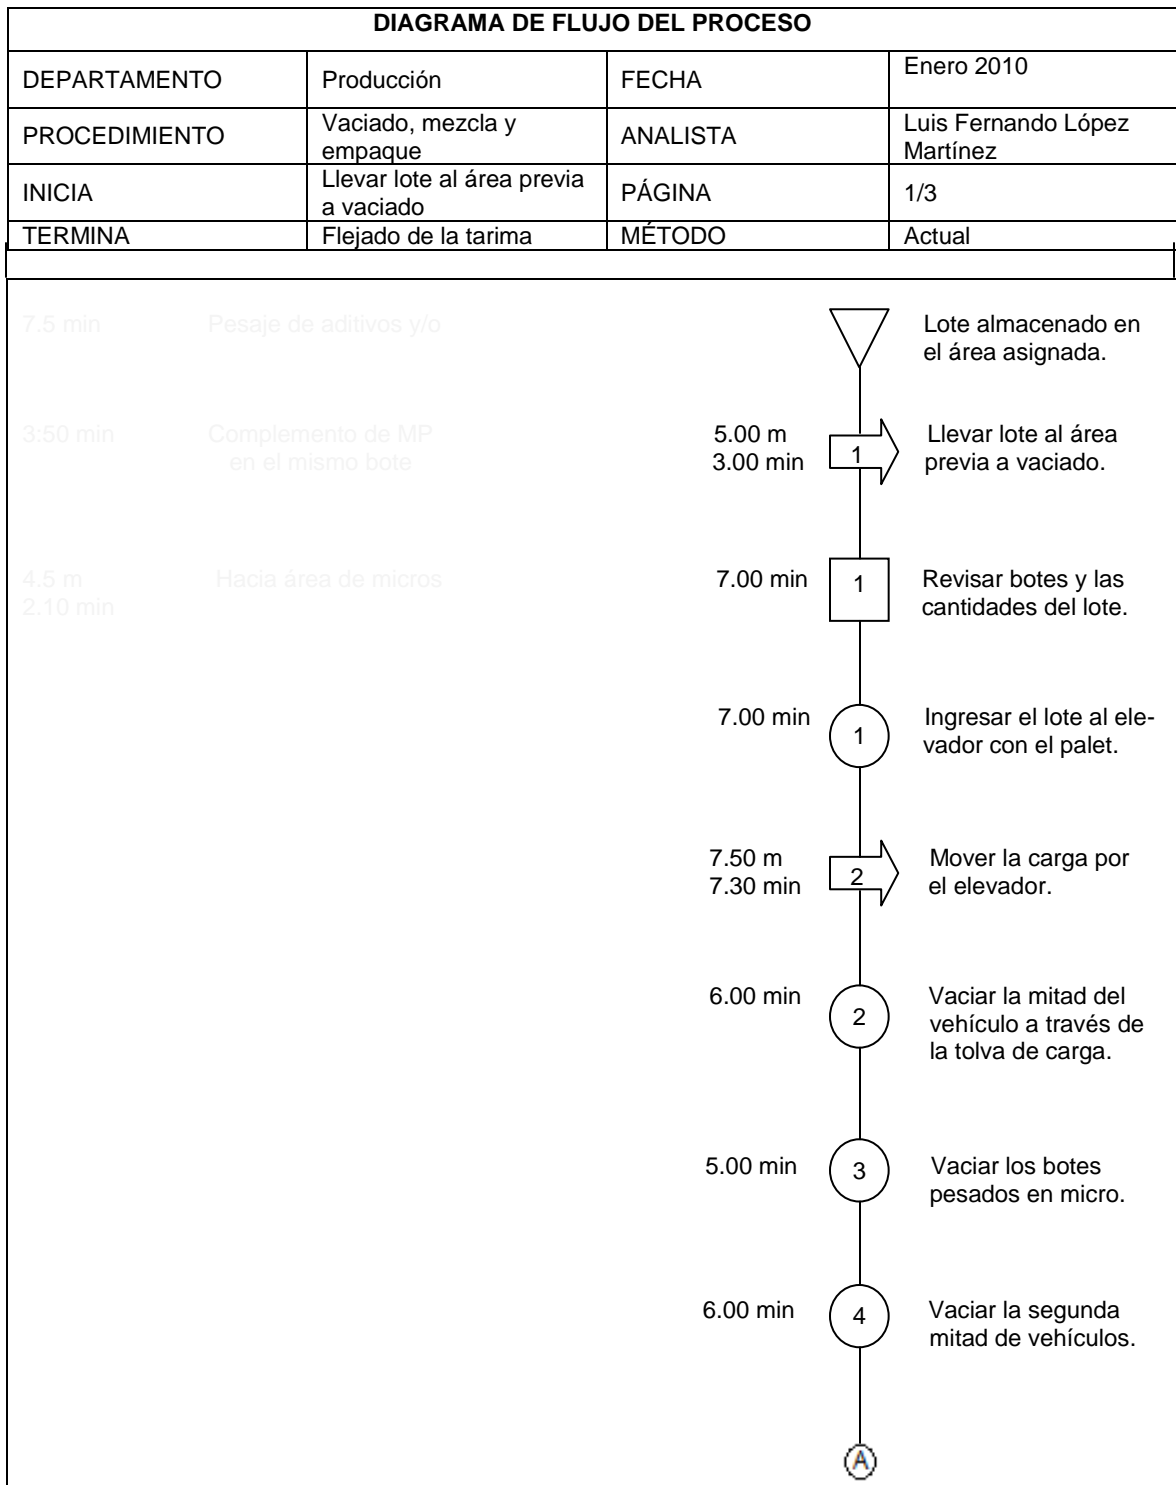 DIAGRAMA DE FLUJO DEL PROCESO
DEPARTAMENTO
Producción
FECHA
Enero 2010
PROCEDIMIENTO
Vaciado, mezcla y
empaque
ANALISTA
Luis Fernando López
Martínez
INICIA
Llevar lote al área previa
a vaciado
PÁGINA
1/3
TERMINA
Flejado de la tarima
MÉTODO
Actual
7.5 min
Pesaje de aditivos y/o
Lote almacenado en
el área asignada.
3:50 min
Complemento de MP
en el mismo bote
5.00 m
3.00 min
1
Llevar lote al área
previa a vaciado.
4.5 m
2.10 min
Hacia área de micros
7.00 min
1
Revisar botes y las
cantidades del lote.
7.00 min
1
Ingresar el lote al ele-
vador con el palet.
7.50 m
7.30 min
2
Mover la carga por
el elevador.
6.00 min
2
Vaciar la mitad del
vehículo a través de
la tolva de carga.
5.00 min
3
Vaciar los botes
pesados en micro.
6.00 min
4
Vaciar la segunda
mitad de vehículos.
A